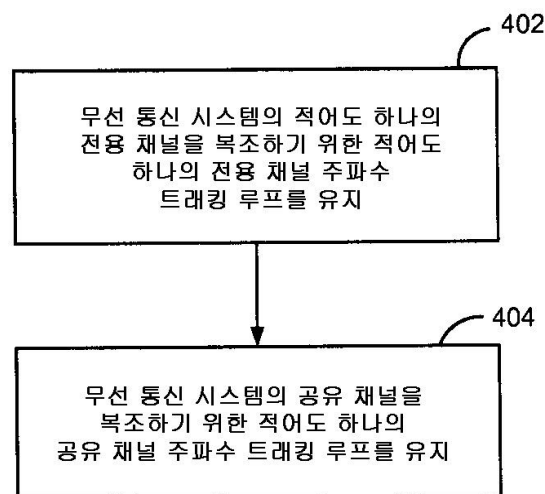 402
무선 통신 시스템의 적어도 하나의
전용 채널을 복조하기 위한 적어도
하나의 전용 채널 주파수
트래킹 루프를 유지
404
무선 통신 시스템의 공유 채널을
복조하기 위한 적어도 하나의
공유 채널 주파수 트래킹 루프를 유지